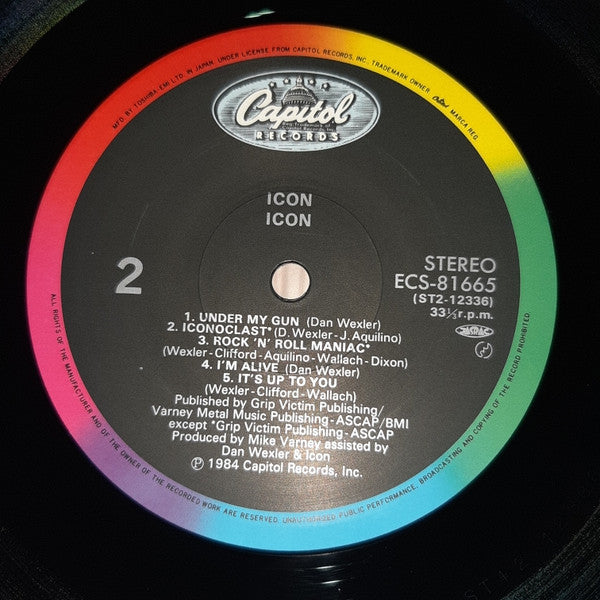 MFD. BY TOSHIBA-EMI LTD. IN JAPAN. UNDER LICENSE FROM CAPITOL RECORDS, INC., TRADEMARK OWNER. Capitol MARCA REG.
Capitol
RECORDS
ICON
ICON
2
STEREO
ECS-81665
(ST2-12336)
33⅓r.p.m.
JASRAC
1. UNDER MY GUN (Dan Wexler)
2. ICONOCLAST* (D. Wexler-J. Aquilino)
3. ROCK 'N' ROLL MANIAC*
(Wexler-Clifford-Aquilino-Wallach-Dixon)
4. I'M ALIVE (Dan Wexler)
5. IT'S UP TO YOU
(Wexler-Clifford-Wallach)
Published by Grip Victim Publishing/
Varney Metal Music Publishing-ASCAP/BMI
except *Grip Victim Publishing-ASCAP
Produced by Mike Varney assisted by
Dan Wexler & Icon
℗ 1984 Capitol Records, Inc.
ALL RIGHTS OF THE MANUFACTURER AND OF THE OWNER OF THE RECORDED WORK ARE RESERVED. UNAUTHORIZED PUBLIC PERFORMANCE, BROADCASTING AND COPYING OF THE RECORD PROHIBITED.